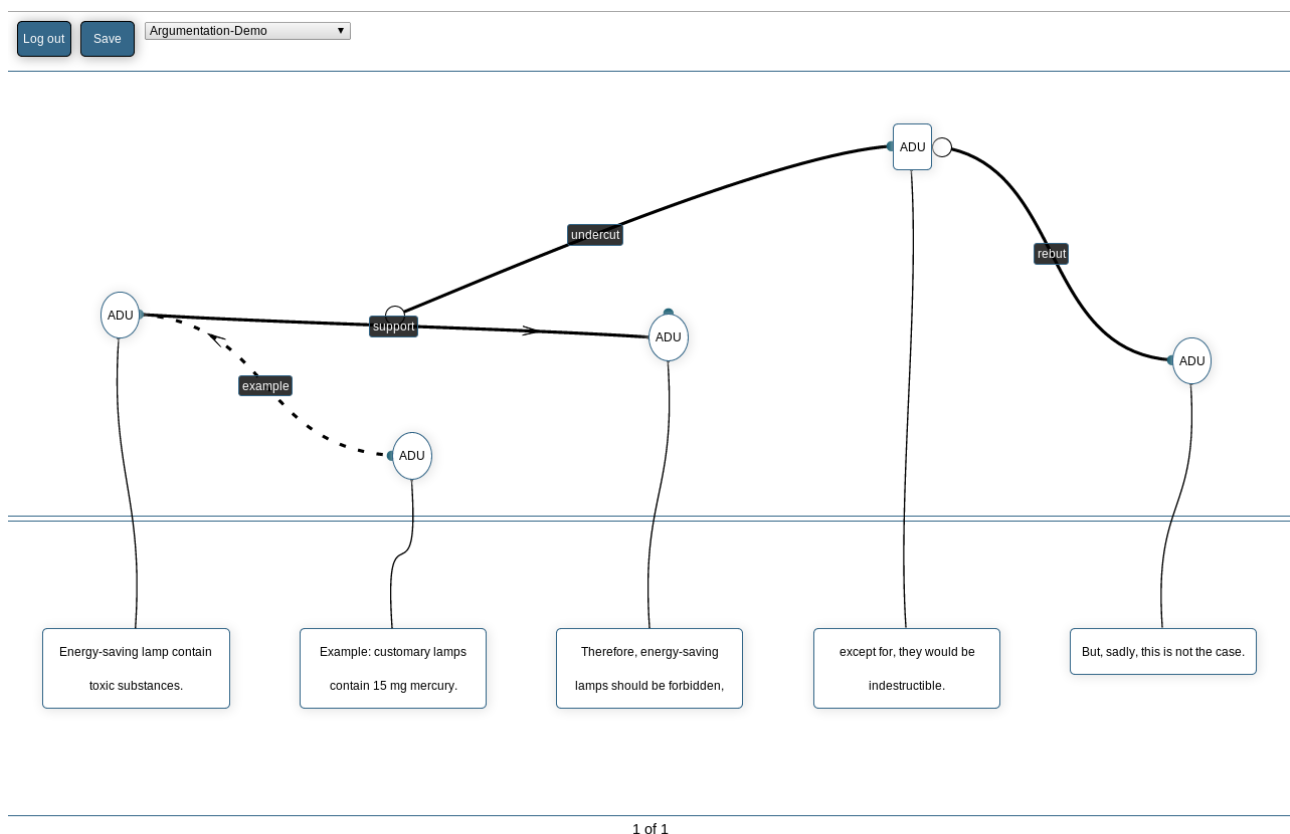 Log out
Save
Argumentation-Demo
ADU
undercut
rebut
ADU
support
ADU
ADU
example
ADU
Energy-saving lamp contain
toxic substances.
Example: customary lamps
contain 15 mg mercury.
Therefore, energy-saving
lamps should be forbidden,
except for, they would be
indestructible.
But, sadly, this is not the case.
1 of 1